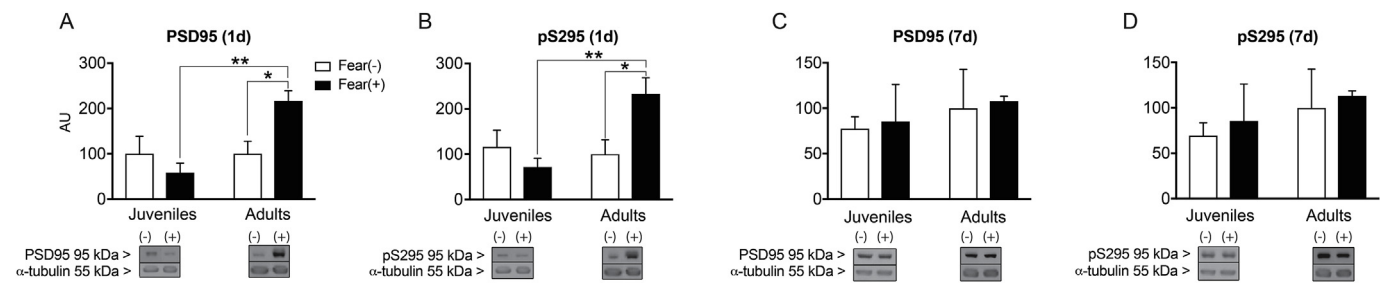 A
PSD95 (1d)
300
200
100
0
AU
**
*
Fear(-)
Fear(+)
Juveniles
Adults
(-) (+)
(-) (+)
PSD95 95 kDa >
α-tubulin 55 kDa >
B
pS295 (1d)
300
200
100
0
**
*
Juveniles
Adults
(-) (+)
(-) (+)
pS295 95 kDa >
α-tubulin 55 kDa >
C
PSD95 (7d)
150
100
50
0
Juveniles
Adults
(-) (+)
(-) (+)
PSD95 95 kDa >
α-tubulin 55 kDa >
D
pS295 (7d)
150
100
50
0
Juveniles
Adults
(-) (+)
(-) (+)
pS295 95 kDa >
α-tubulin 55 kDa >